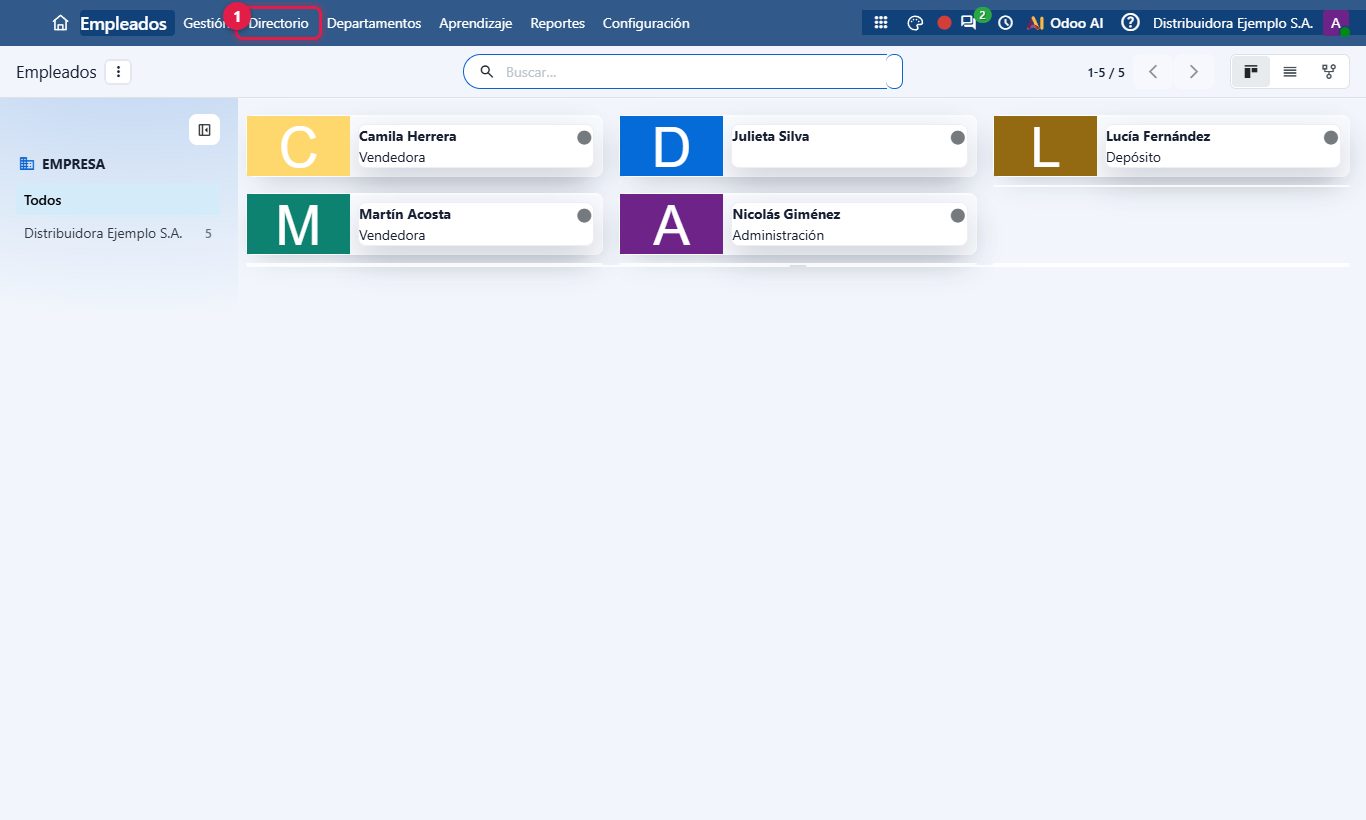 Empleados Gestión 1 Directorio Departamentos Aprendizaje Reportes Configuración 2 Odoo AI Distribuidora Ejemplo S.A. A
Empleados Buscar... 1-5 / 5
EMPRESA
Todos
Distribuidora Ejemplo S.A. 5
C
Camila Herrera
Vendedora
D
Julieta Silva
L
Lucía Fernández
Depósito
M
Martín Acosta
Vendedora
A
Nicolás Giménez
Administración